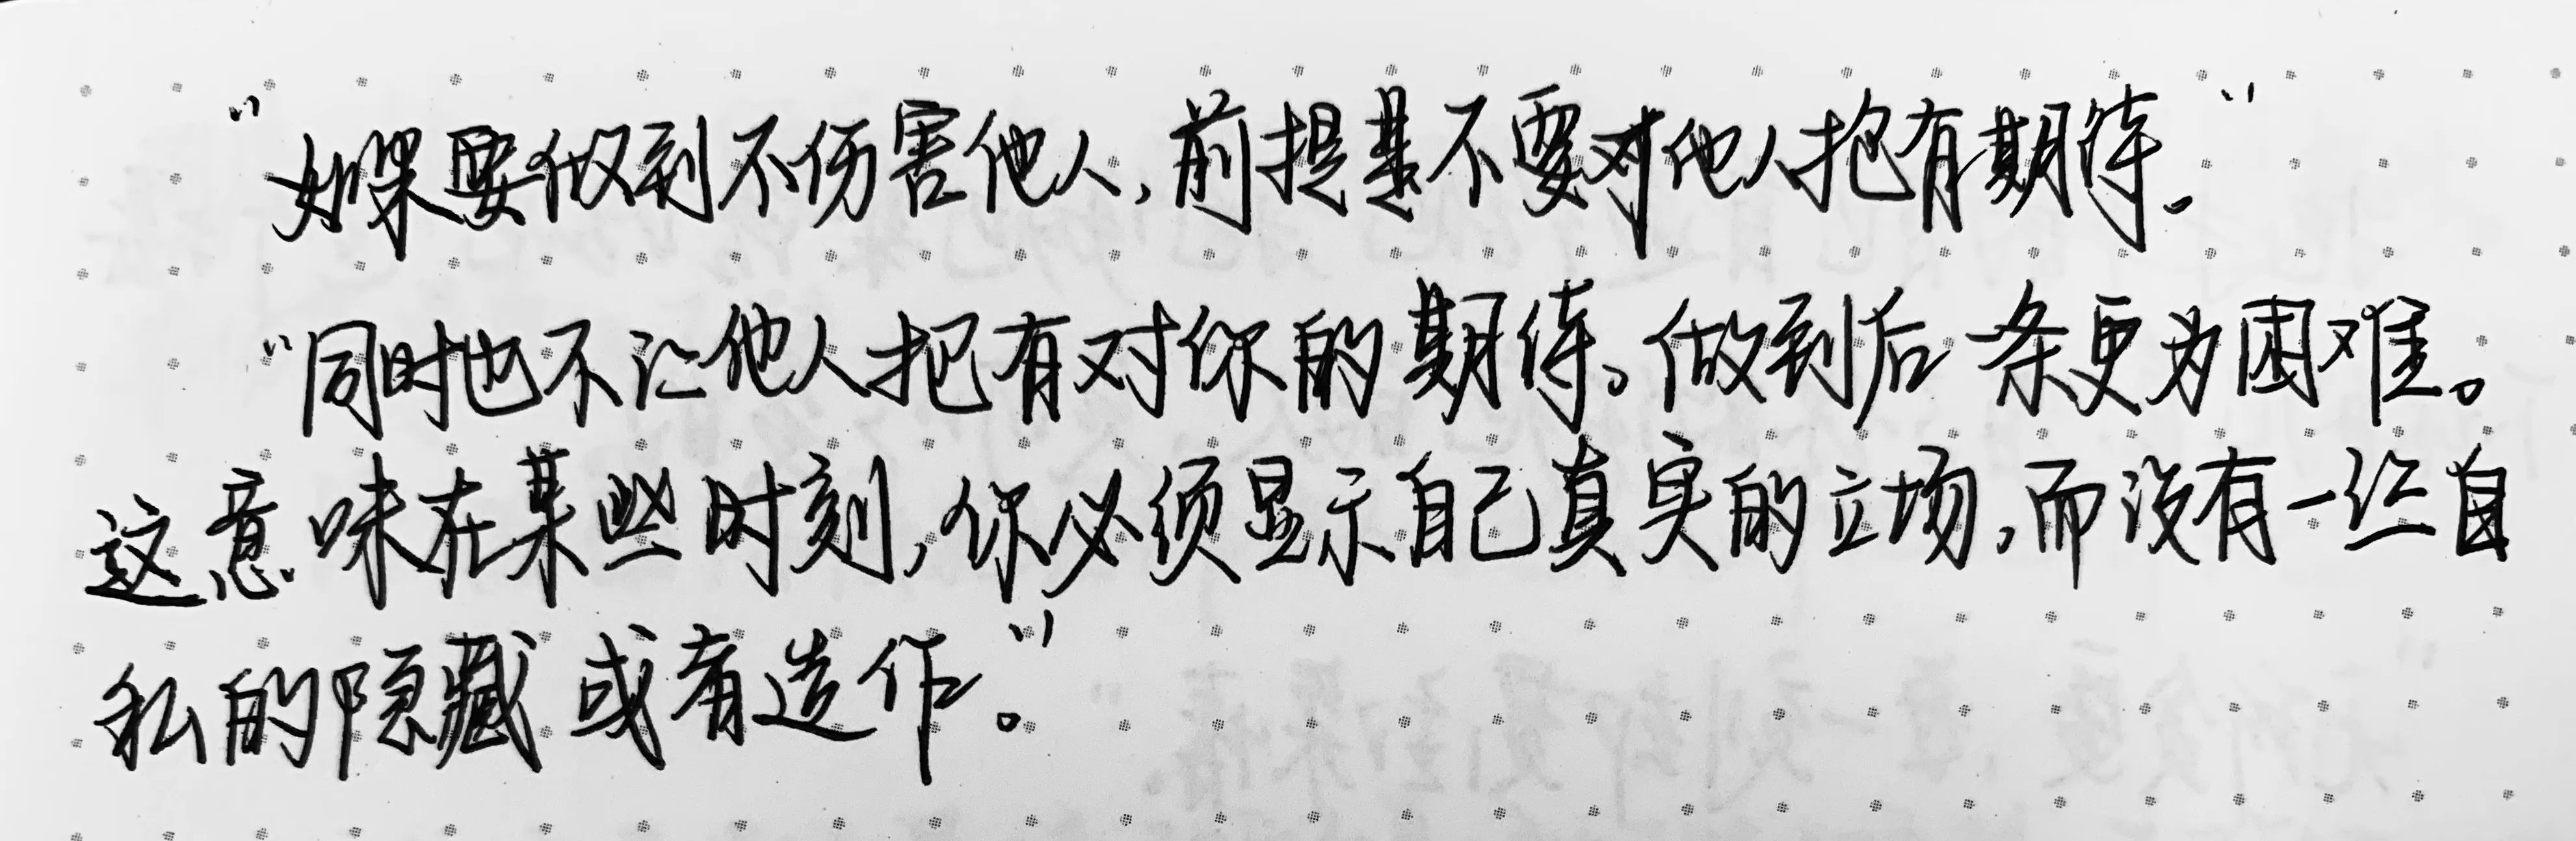 “如果要做到不伤害他人，前提是不要对他人抱有期待。”
“同时也不让他人抱有对你的期待。做到后一条更为困难。
这意味在某些时刻，你必须显示自己真实的立场，而没有一丝自
私的隐藏或者造作。”